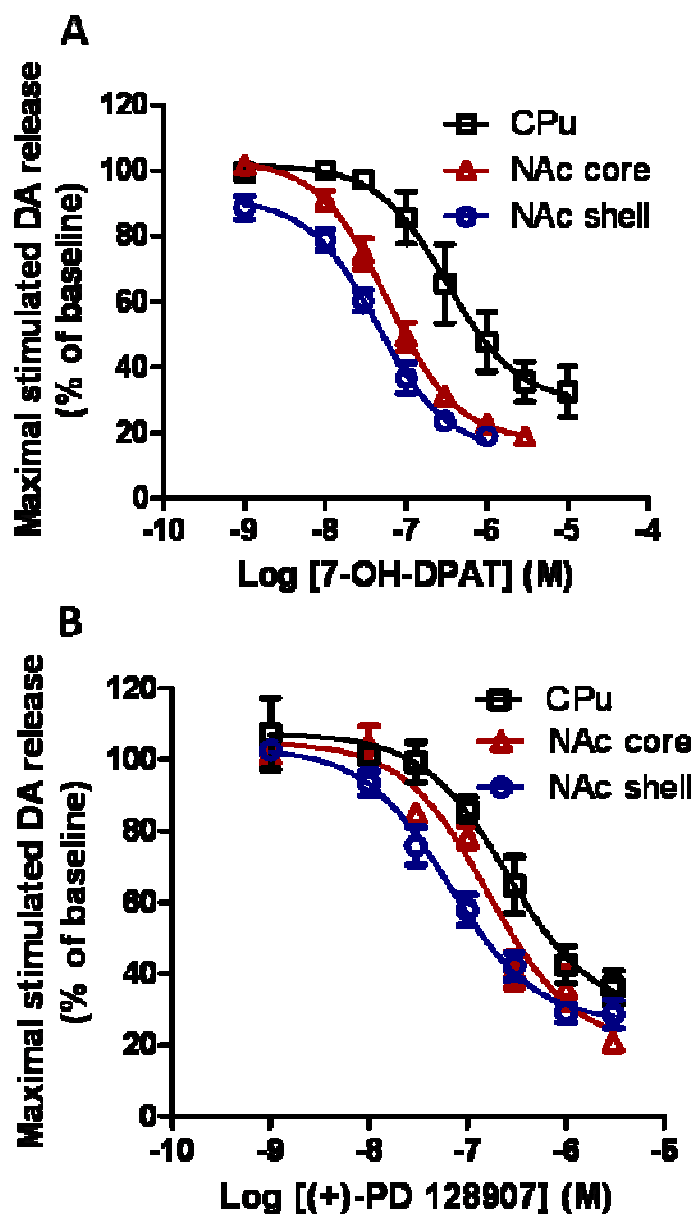 A
Maximal stimulated DA release
(% of baseline)
120
100
80
60
40
20
0
CPu
NAc core
NAc shell
-10 -9 -8 -7 -6 -5 -4
Log [7-OH-DPAT] (M)
B
Maximal stimulated DA release
(% of baseline)
120
100
80
60
40
20
0
CPu
NAc core
NAc shell
-10 -9 -8 -7 -6 -5
Log [(+)-PD 128907] (M)